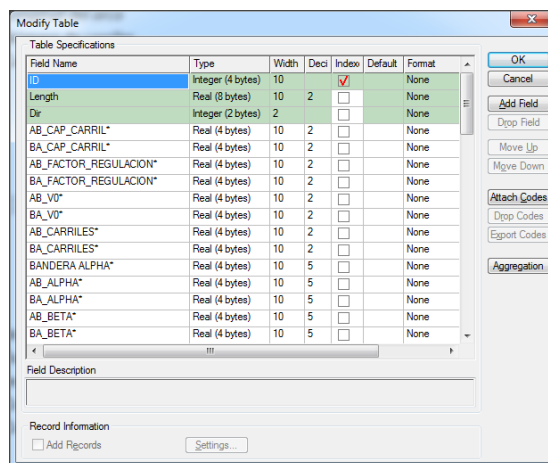 Modify Table
Table Specifications
Field Name Type Width Deci Index Default Format
ID Integer (4 bytes) 10 None
Length Real (8 bytes) 10 2 None
Dir Integer (2 bytes) 2 None
AB_CAP_CARRIL* Real (4 bytes) 10 2 None
BA_CAP_CARRIL* Real (4 bytes) 10 2 None
AB_FACTOR_REGULACION* Real (4 bytes) 10 2 None
BA_FACTOR_REGULACION* Real (4 bytes) 10 2 None
AB_V0* Real (4 bytes) 10 2 None
BA_V0* Real (4 bytes) 10 2 None
AB_CARRILES* Real (4 bytes) 10 2 None
BA_CARRILES* Real (4 bytes) 10 2 None
BANDERA ALPHA* Real (4 bytes) 10 5 None
AB_ALPHA* Real (4 bytes) 10 5 None
BA_ALPHA* Real (4 bytes) 10 5 None
AB_BETA* Real (4 bytes) 10 5 None
BA_BETA* Real (4 bytes) 10 5 None
Field Description
Record Information
Add Records Settings...
OK
Cancel
Add Field
Drop Field
Move Up
Move Down
Attach Codes
Drop Codes
Export Codes
Aggregation